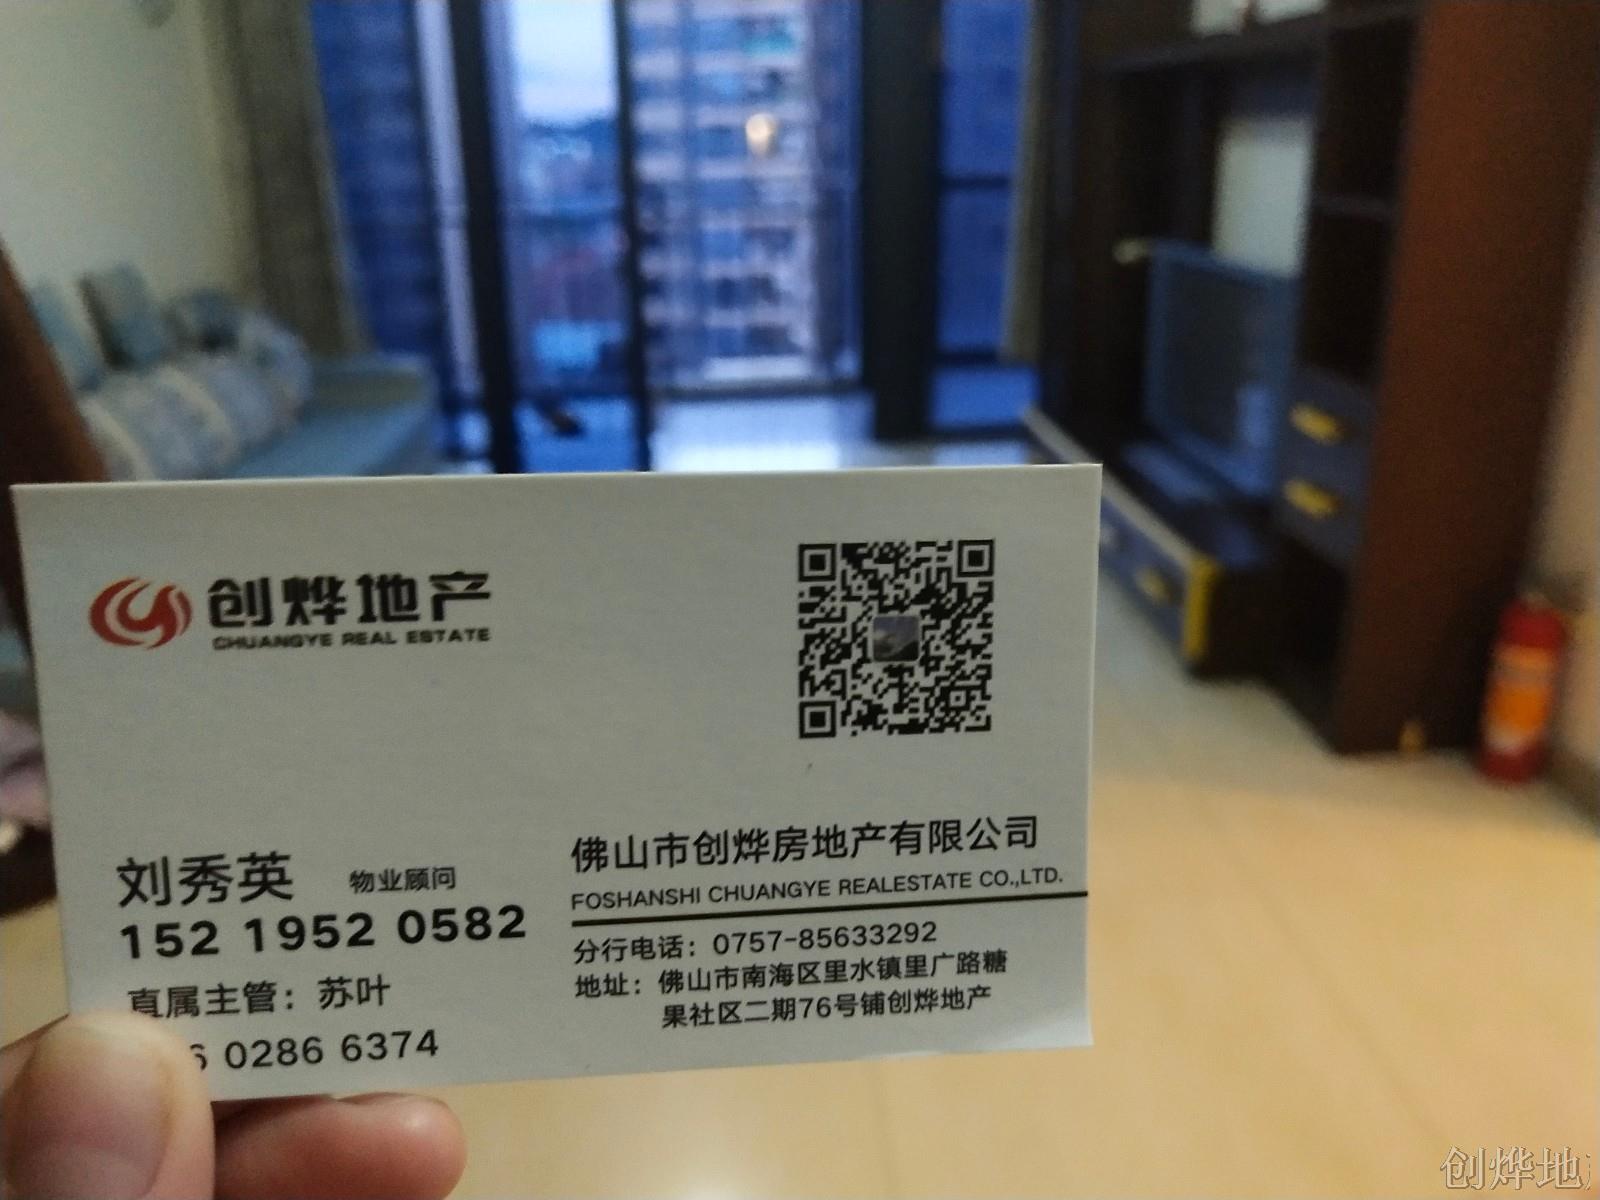 创烨地产
CHUANGYE REAL ESTATE
刘秀英 物业顾问
152 1952 0582
直属主管：苏叶
6 0286 6374
佛山市创烨房地产有限公司
FOSHANSHI CHUANGYE REALESTATE CO.,LTD.
分行电话：0757-85633292
地址：佛山市南海区里水镇里广路糖
果社区二期76号铺创烨地产
创烨地